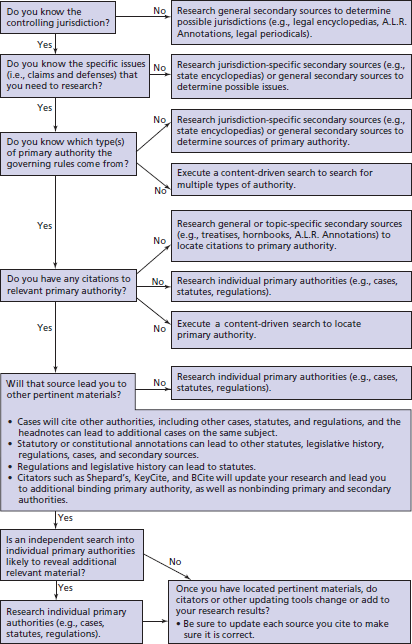 Do you know the
controlling jurisdiction?
No
Research general secondary sources to determine
possible jurisdictions (e.g., legal encyclopedias, A.L.R.
Annotations, legal periodicals).
Yes
Do you know the specific issues
(i.e., claims and defenses) that
you need to research?
No
Research jurisdiction-specific secondary sources (e.g.,
state encyclopedias) or general secondary sources to
determine possible issues.
Yes
Do you know which type(s)
of primary authority the
governing rules come from?
No
Research jurisdiction-specific secondary sources (e.g.,
state encyclopedias) or general secondary sources to
determine sources of primary authority.
No
Execute a content-driven search to search for
multiple types of authority.
Yes
Do you have any citations to
relevant primary authority?
No
Research general or topic-specific secondary sources
(e.g., treatises, hornbooks, A.L.R. Annotations) to
locate citations to primary authority.
No
Research individual primary authorities (e.g., cases,
statutes, regulations).
No
Execute a content-driven search to locate
primary authority.
Yes
Will that source lead you to
other pertinent materials?
No
Research individual primary authorities (e.g., cases,
statutes, regulations).
• Cases will cite other authorities, including other cases, statutes, and regulations, and the
headnotes can lead to additional cases on the same subject.
• Statutory or constitutional annotations can lead to other statutes, legislative history,
regulations, cases, and secondary sources.
• Regulations and legislative history can lead to statutes.
• Citators such as Shepard's, KeyCite, and BCite will update your research and lead you
to additional binding primary authority, as well as nonbinding primary and secondary
authorities.
Yes
Is an independent search into
individual primary authorities
likely to reveal additional
relevant material?
No
Yes
Research individual primary
authorities (e.g., cases,
statutes, regulations).
Once you have located pertinent materials, do
citators or other updating tools change or add to
your research results?
• Be sure to update each source you cite to make
sure it is correct.